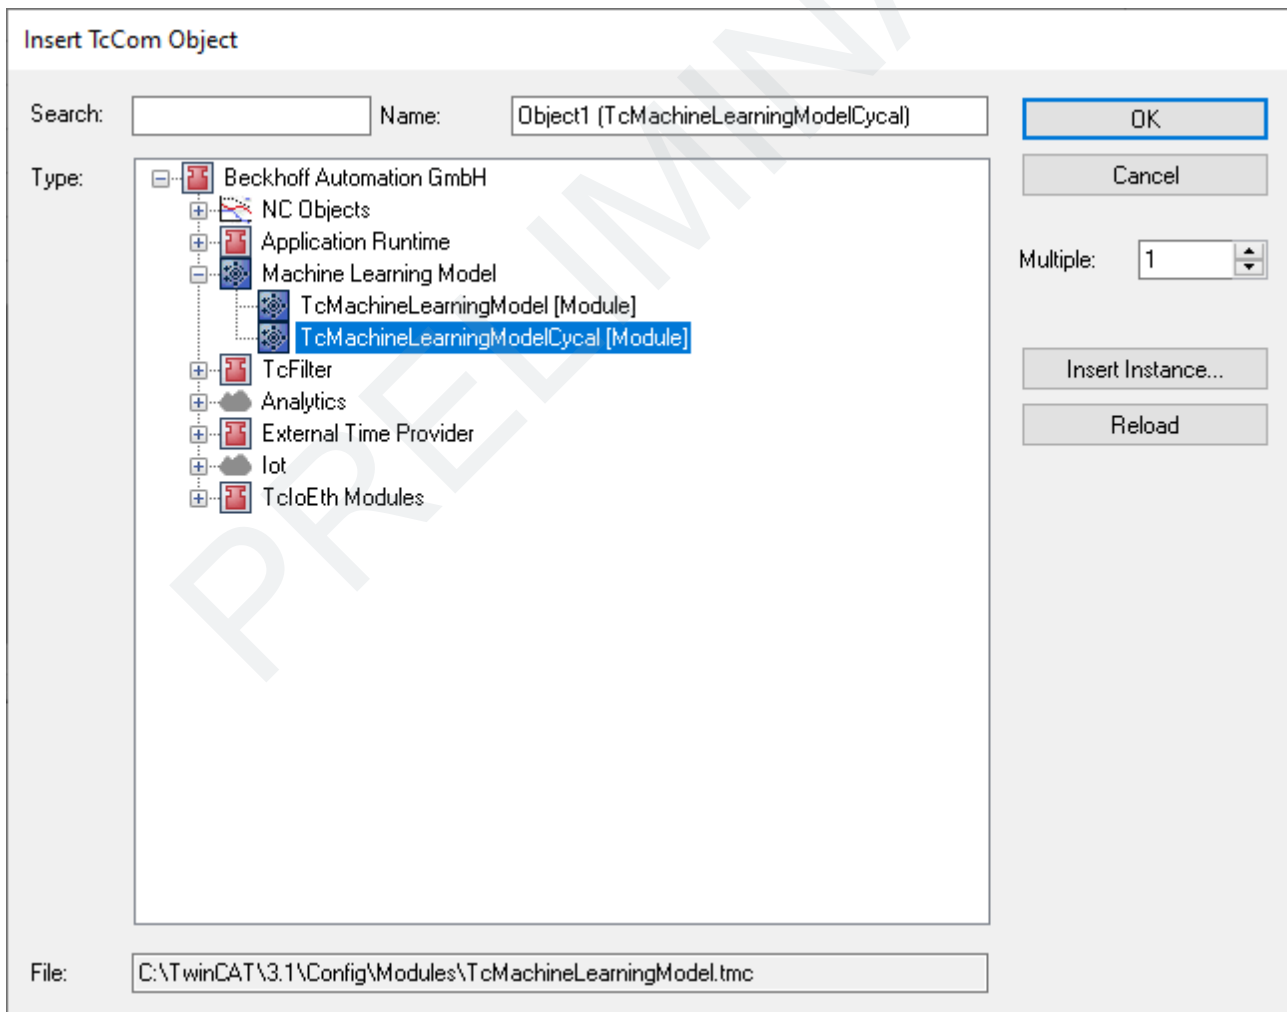 Insert TcCom Object
Search:
Name: Object1 (TcMachineLearningModelCycal)
OK
Type:
Beckhoff Automation GmbH
Cancel
NC Objects
Application Runtime
Machine Learning Model
Multiple: 1
TcMachineLearningModel [Module]
TcMachineLearningModelCycal [Module]
TcFilter
Insert Instance...
Analytics
Reload
External Time Provider
Iot
TcIoEth Modules
File: C:\TwinCAT\3.1\Config\Modules\TcMachineLearningModel.tmc
PRELIMINA